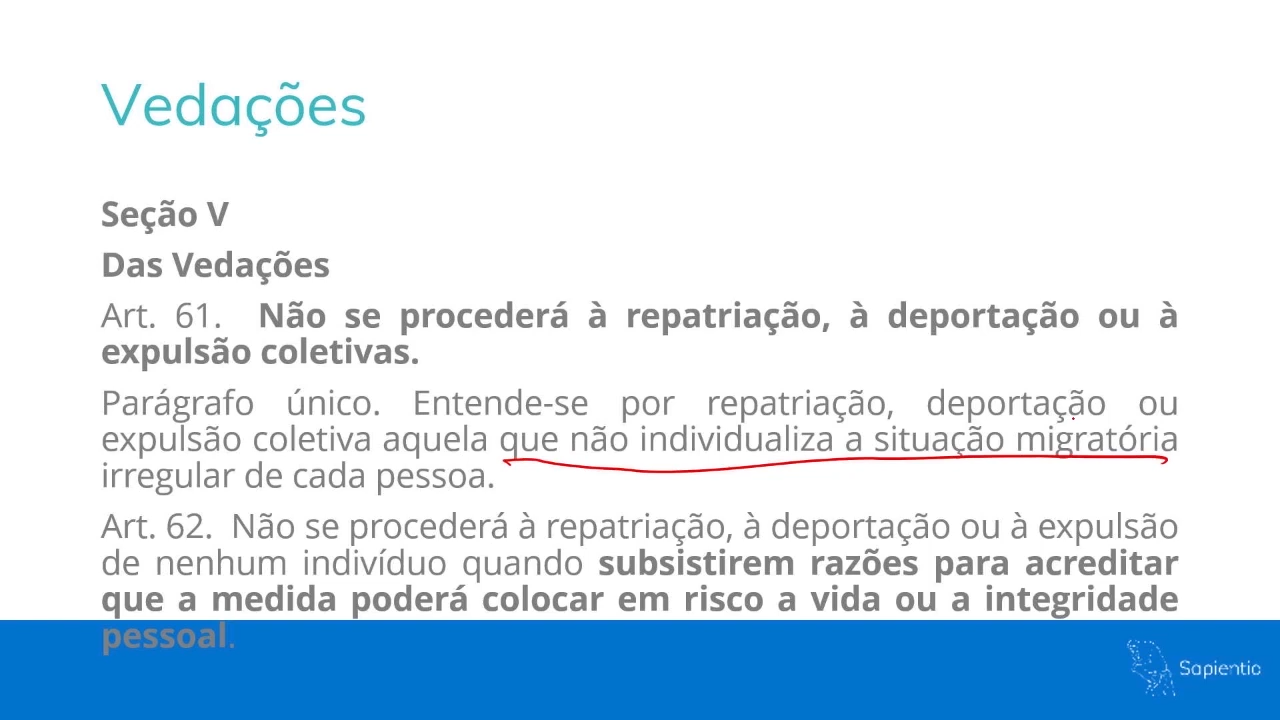 Vedações
Seção V
Das Vedações
Art. 61. Não se procederá à repatriação, à deportação ou à
expulsão coletivas.
Parágrafo único. Entende-se por repatriação, deportação ou
expulsão coletiva aquela que não individualiza a situação migratória
irregular de cada pessoa.
Art. 62. Não se procederá à repatriação, à deportação ou à expulsão
de nenhum indivíduo quando subsistirem razões para acreditar
que a medida poderá colocar em risco a vida ou a integridade
pessoal.
Sapientia